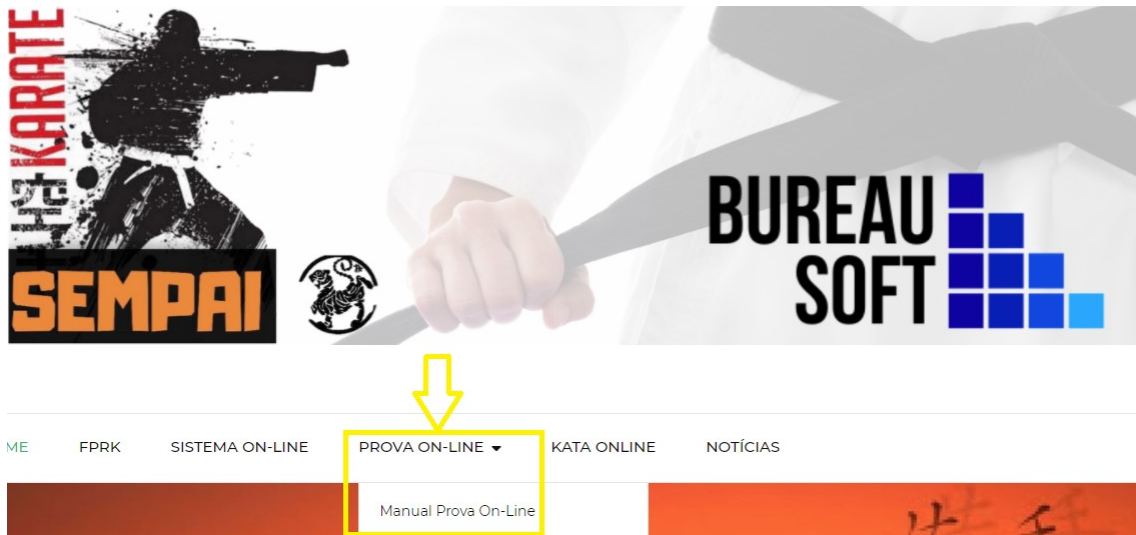 KARATE
SEMPAI
BUREAU
SOFT
ME
FPRK
SISTEMA ON-LINE
PROVA ON-LINE
KATA ONLINE
NOTÍCIAS
Manual Prova On-Line